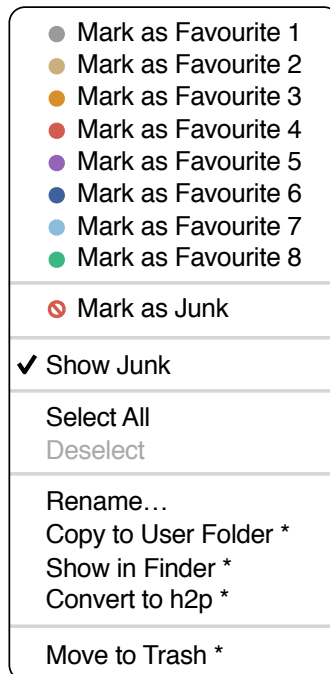 Mark as Favourite 1
Mark as Favourite 2
Mark as Favourite 3
Mark as Favourite 4
Mark as Favourite 5
Mark as Favourite 6
Mark as Favourite 7
Mark as Favourite 8
Mark as Junk
Show Junk
Select All
Deselect
Rename…
Copy to User Folder *
Show in Finder *
Convert to h2p *
Move to Trash *